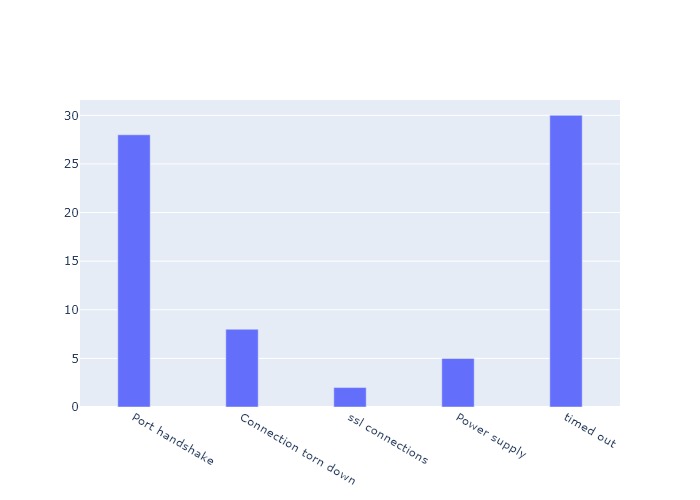 30
25
20
15
10
5
0
Port handshake
Connection torn down
ssl connections
Power supply
timed out